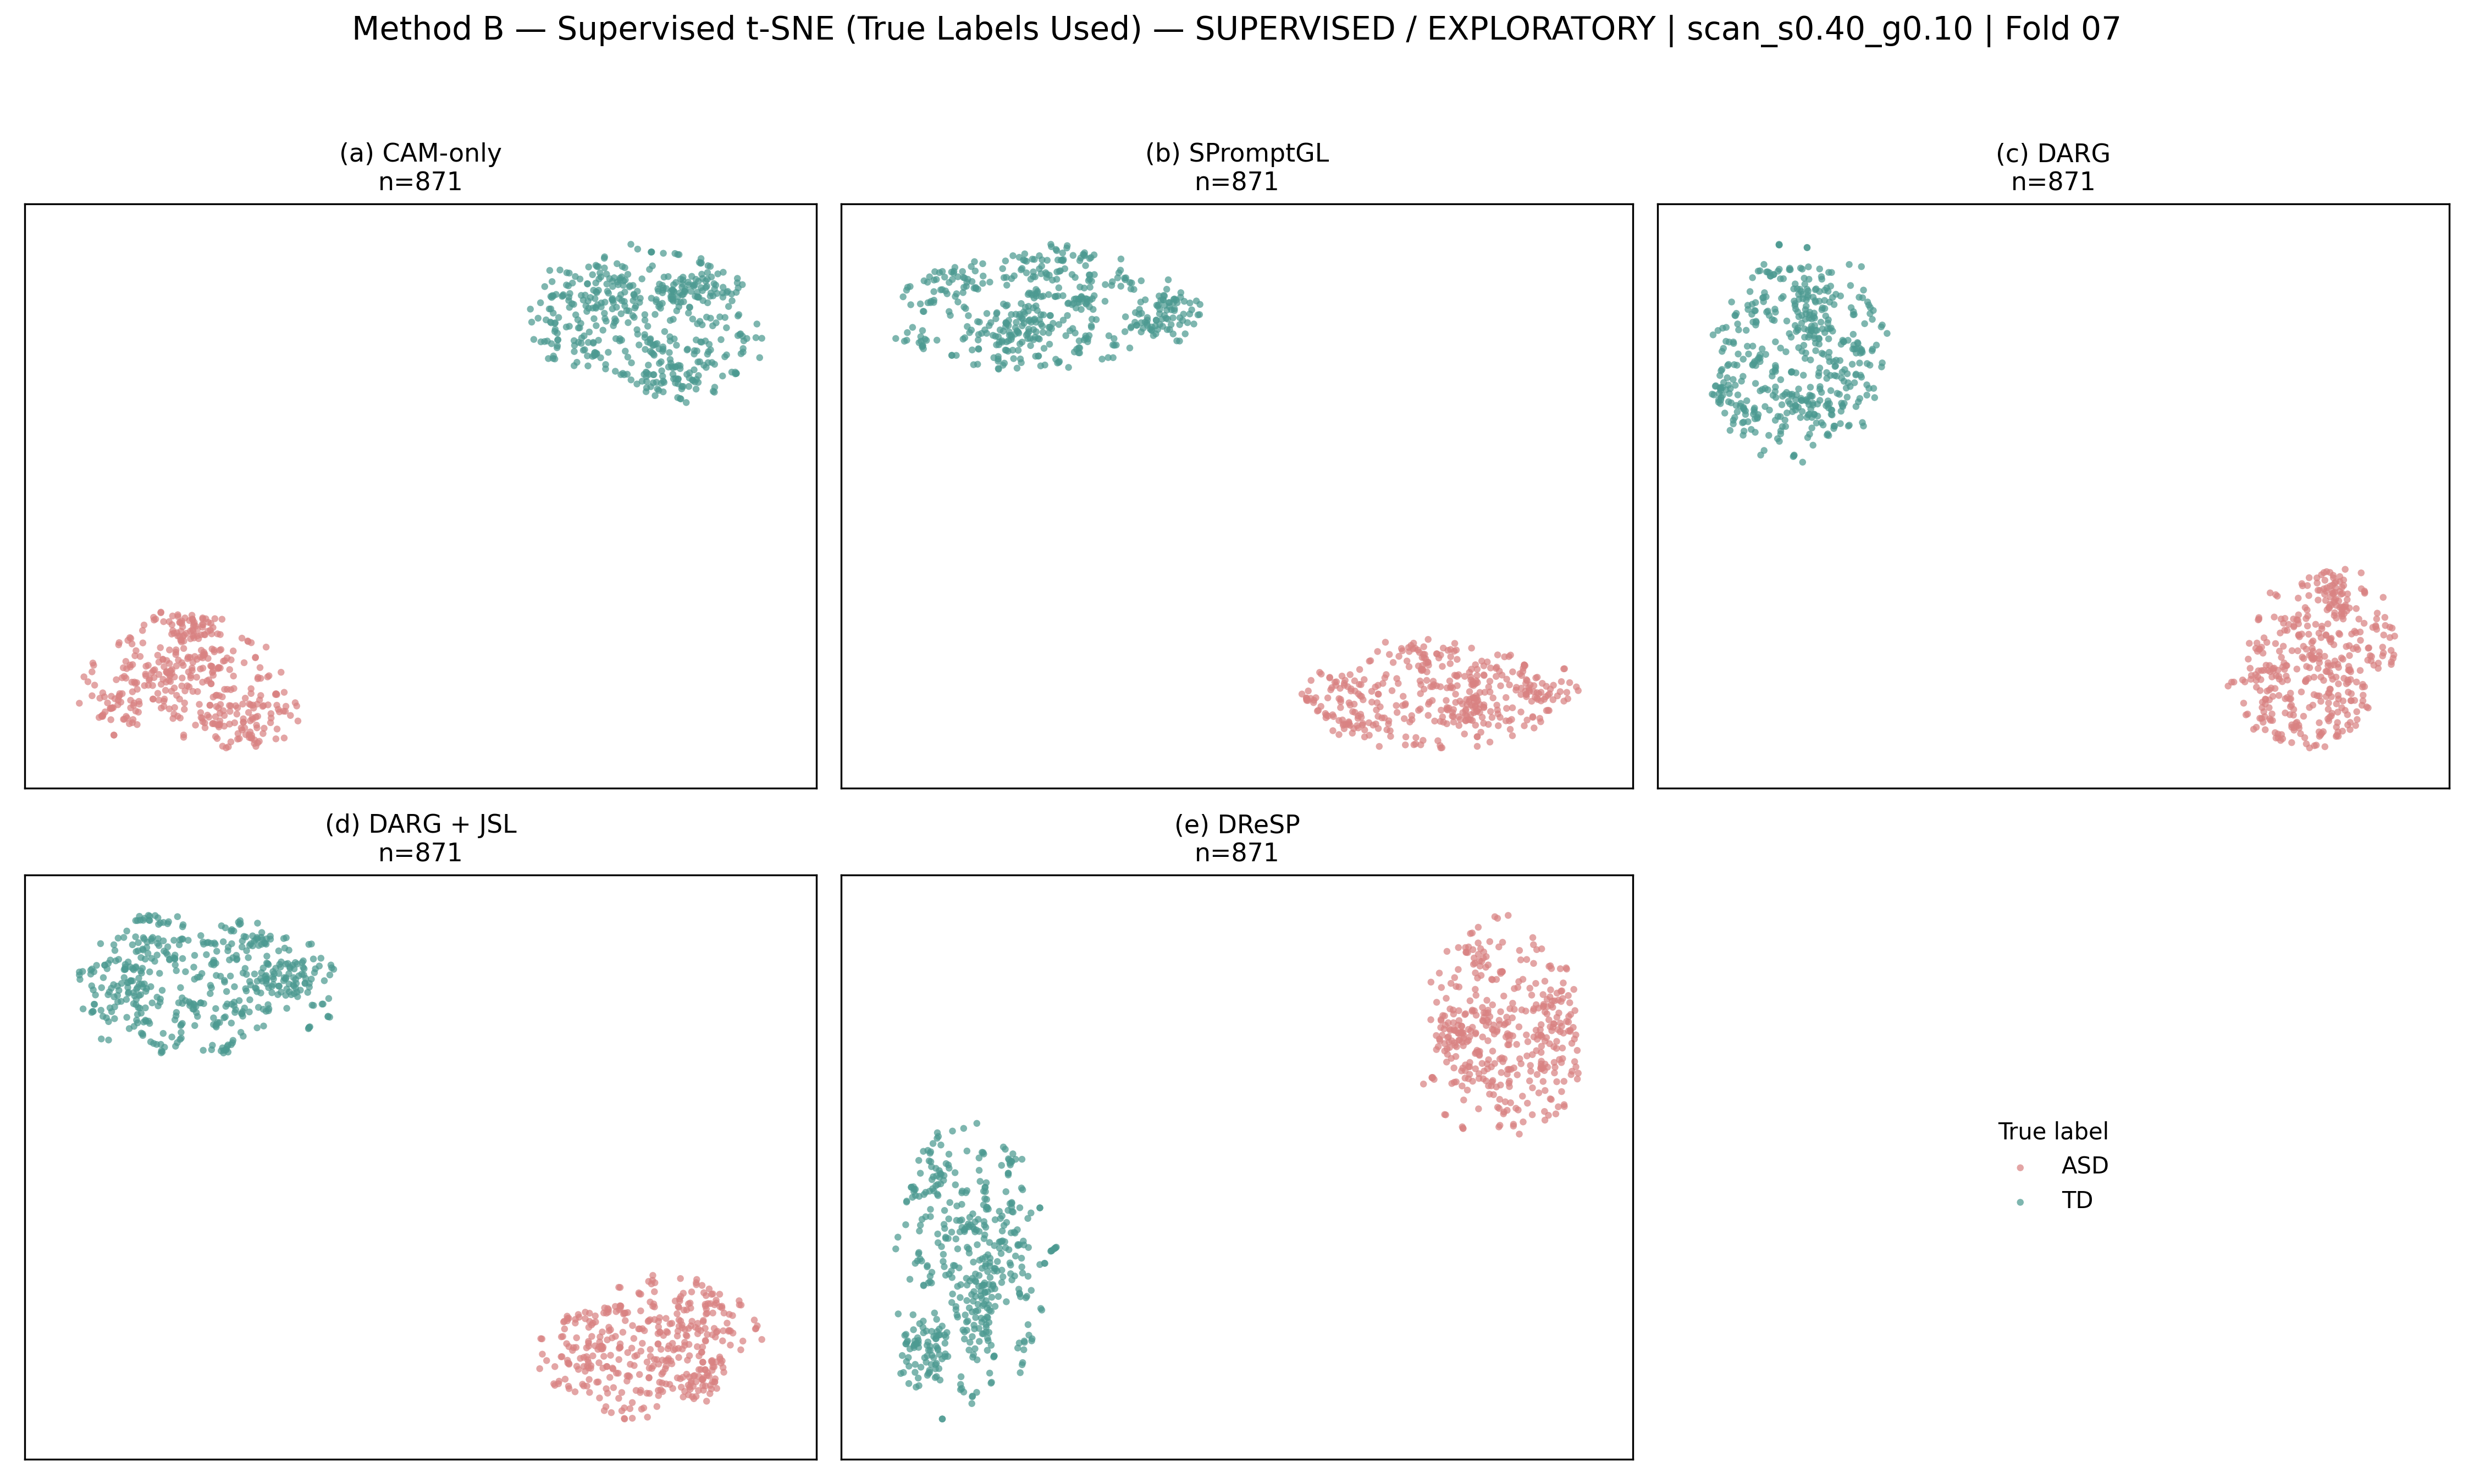 Method B — Supervised t-SNE (True Labels Used) — SUPERVISED / EXPLORATORY | scan_s0.40_g0.10 | Fold 07
(a) CAM-only
n=871
(b) SPromptGL
n=871
(c) DARG
n=871
(d) DARG + JSL
n=871
(e) DReSP
n=871
True label
ASD
TD